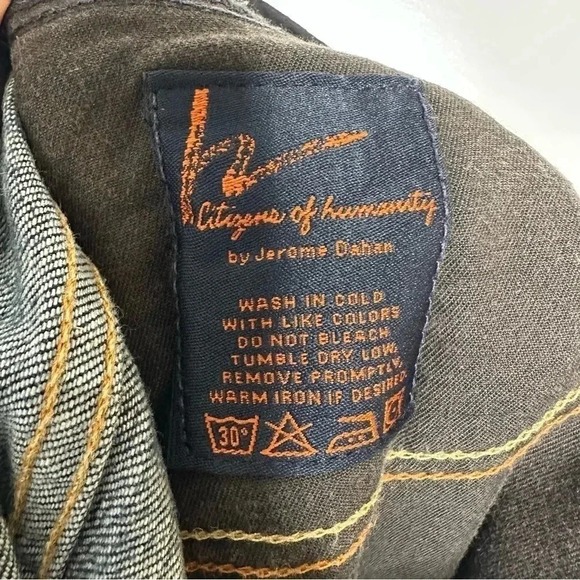 h
Citizens of humanity
by Jerome Dahan
WASH IN COLD
WITH LIKE COLORS
DO NOT BLEACH
TUMBLE DRY LOW,
REMOVE PROMPTLY,
WARM IRON IF DESIRED
30°